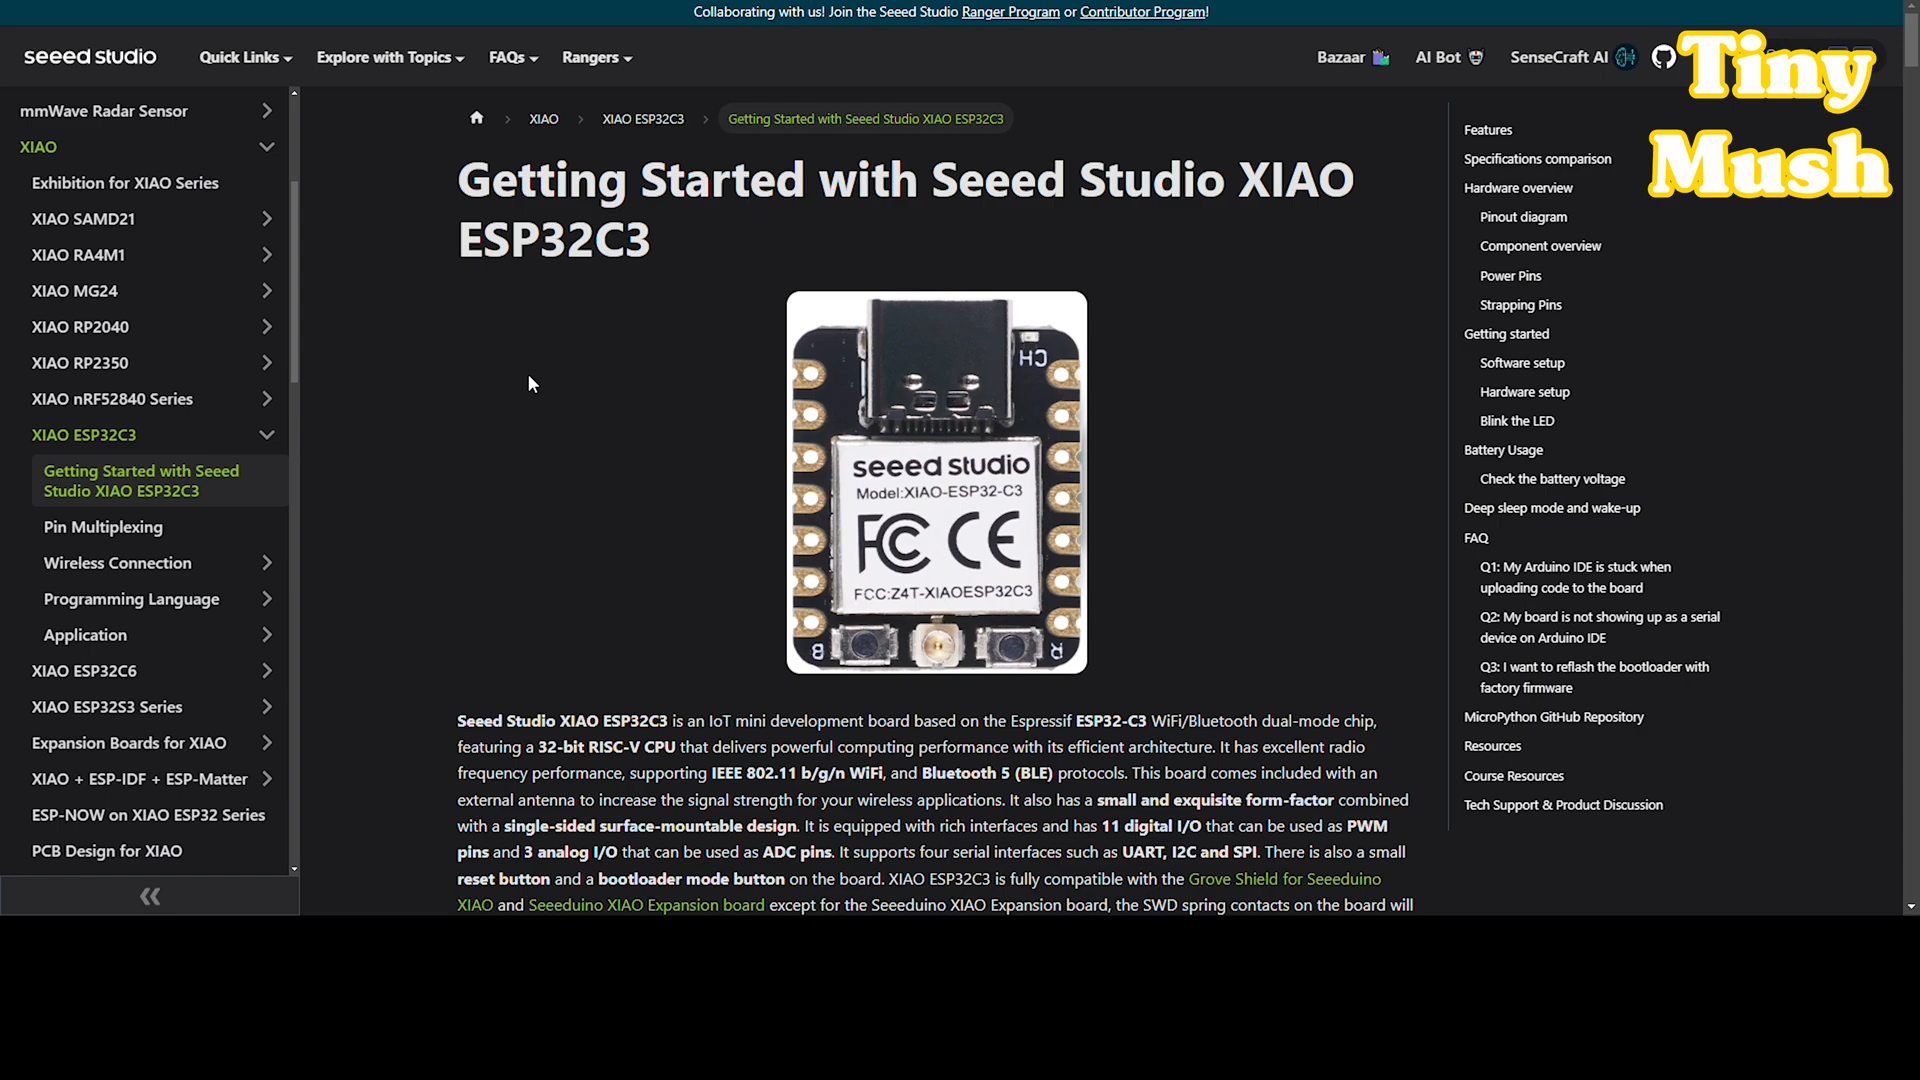 Collaborating with us! Join the Seeed Studio Ranger Program or Contributor Program!
seeed studio
Quick Links
Explore with Topics
FAQs
Rangers
Bazaar
AI Bot
SenseCraft AI
Tiny
Mush
mmWave Radar Sensor
XIAO
Exhibition for XIAO Series
XIAO SAMD21
XIAO RA4M1
XIAO MG24
XIAO RP2040
XIAO RP2350
XIAO nRF52840 Series
XIAO ESP32C3
Getting Started with Seeed
Studio XIAO ESP32C3
Pin Multiplexing
Wireless Connection
Programming Language
Application
XIAO ESP32C6
XIAO ESP32S3 Series
Expansion Boards for XIAO
XIAO + ESP-IDF + ESP-Matter
ESP-NOW on XIAO ESP32 Series
PCB Design for XIAO
XIAO
XIAO ESP32C3
Getting Started with Seeed Studio XIAO ESP32C3
Getting Started with Seeed Studio XIAO
ESP32C3
CH
seeed studio
Model:XIAO-ESP32-C3
FC CE
FCC:Z4T-XIAOESP32C3
B
R
Seeed Studio XIAO ESP32C3 is an IoT mini development board based on the Espressif ESP32-C3 WiFi/Bluetooth dual-mode chip,
featuring a 32-bit RISC-V CPU that delivers powerful computing performance with its efficient architecture. It has excellent radio
frequency performance, supporting IEEE 802.11 b/g/n WiFi, and Bluetooth 5 (BLE) protocols. This board comes included with an
external antenna to increase the signal strength for your wireless applications. It also has a small and exquisite form-factor combined
with a single-sided surface-mountable design. It is equipped with rich interfaces and has 11 digital I/O that can be used as PWM
pins and 3 analog I/O that can be used as ADC pins. It supports four serial interfaces such as UART, I2C and SPI. There is also a small
reset button and a bootloader mode button on the board. XIAO ESP32C3 is fully compatible with the Grove Shield for Seeeduino
XIAO and Seeeduino XIAO Expansion board except for the Seeeduino XIAO Expansion board, the SWD spring contacts on the board will
Features
Specifications comparison
Hardware overview
Pinout diagram
Component overview
Power Pins
Strapping Pins
Getting started
Software setup
Hardware setup
Blink the LED
Battery Usage
Check the battery voltage
Deep sleep mode and wake-up
FAQ
Q1: My Arduino IDE is stuck when
uploading code to the board
Q2: My board is not showing up as a serial
device on Arduino IDE
Q3: I want to reflash the bootloader with
factory firmware
MicroPython GitHub Repository
Resources
Course Resources
Tech Support & Product Discussion